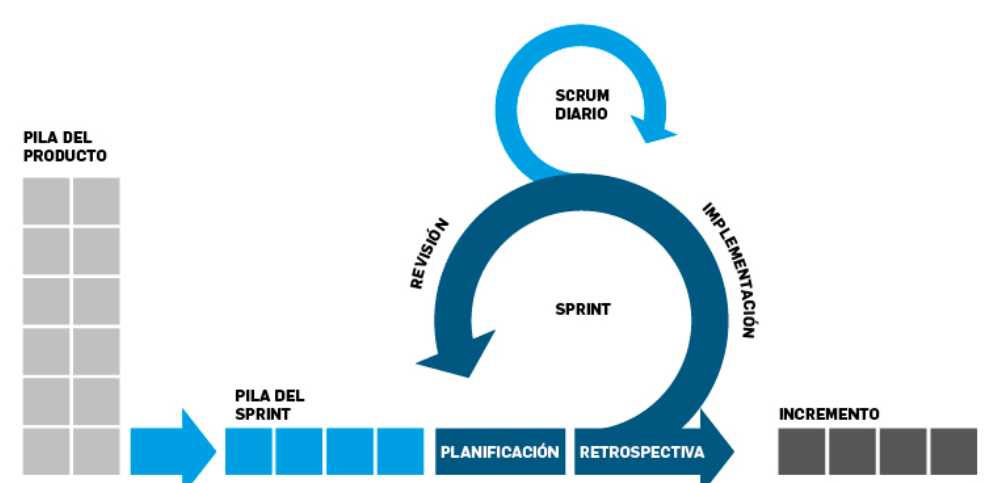 SCRUM
DIARIO
PILA DEL
PRODUCTO
REVISIÓN
IMPLEMENTACIÓN
SPRINT
PILA DEL
SPRINT
PLANIFICACIÓN
RETROSPECTIVA
INCREMENTO